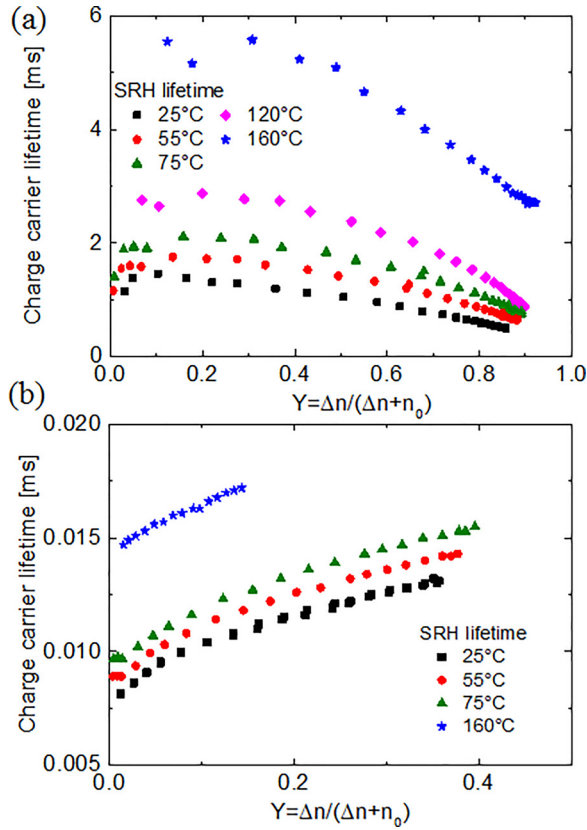 (a)
6
4
2
0
Charge carrier lifetime [ms]
SRH lifetime
25°C
55°C
75°C
120°C
160°C
0.0 0.2 0.4 0.6 0.8 1.0
Y=Δn/(Δn+n₀)
(b)
0.020
0.015
0.010
0.005
Charge carrier lifetime [ms]
SRH lifetime
25°C
55°C
75°C
160°C
0.0 0.2 0.4
Y=Δn/(Δn+n₀)